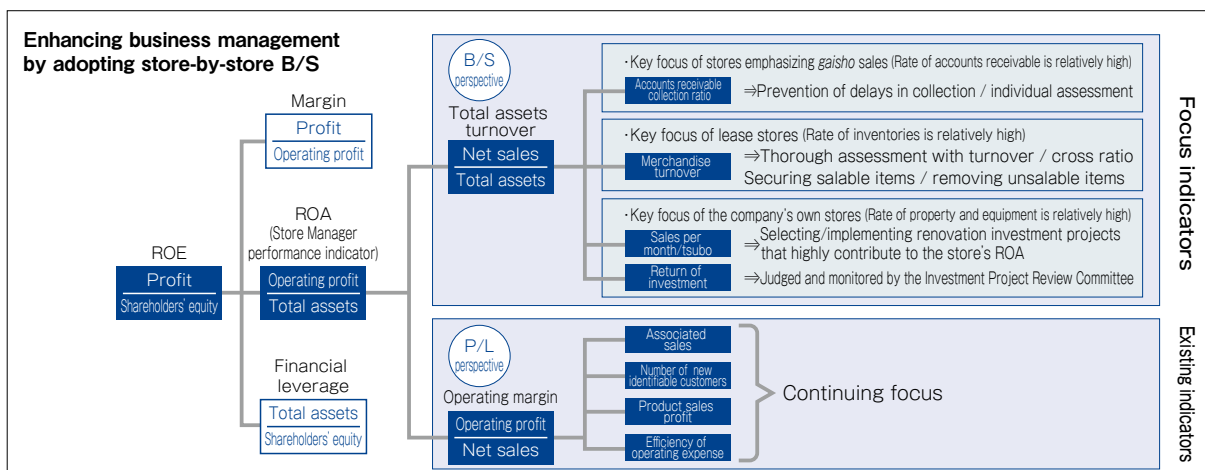 Enhancing business management
by adopting store-by-store B/S
ROE
Profit
Shareholders' equity
Margin
Profit
Operating profit
ROA
(Store Manager
performance indicator)
Operating profit
Total assets
Financial
leverage
Total assets
Shareholders' equity
B/S
perspective
Total assets
turnover
Net sales
Total assets
・Key focus of stores emphasizing gaisho sales (Rate of accounts receivable is relatively high)
Accounts receivable
collection ratio
⇒Prevention of delays in collection / individual assessment
・Key focus of lease stores (Rate of inventories is relatively high)
Merchandise
turnover
⇒Thorough assessment with turnover / cross ratio
Securing salable items / removing unsalable items
・Key focus of the company's own stores (Rate of property and equipment is relatively high)
Sales per
month/tsubo
⇒Selecting/implementing renovation investment projects
that highly contribute to the store's ROA
Return of
investment
⇒Judged and monitored by the Investment Project Review Committee
Focus indicators
P/L
perspective
Operating margin
Operating profit
Net sales
Associated
sales
Number of new
identifiable customers
Product sales
profit
Efficiency of
operating expense
Continuing focus
Existing indicators